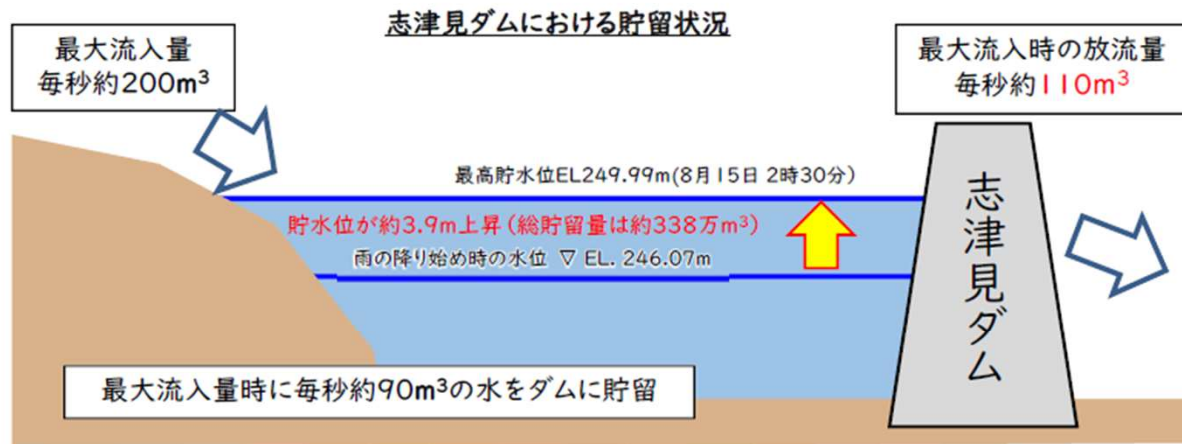 志津見ダムにおける貯留状況
最大流入量
毎秒約200m³
最大流入時の放流量
毎秒約110m³
最高貯水位EL249.99m(8月15日 2時30分)
貯水位が約3.9m上昇(総貯留量は約338万m³)
雨の降り始め時の水位 ▽ EL. 246.07m
志津見ダム
最大流入量時に毎秒約90m³の水をダムに貯留